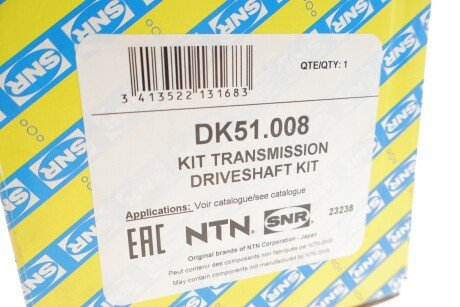 QTE/QTY: 1
3 413522 131683
DK51.008
KIT TRANSMISSION
DRIVESHAFT KIT
Applications: Voir catalogue/see catalogue
EAC NTN. SNR 23238
Original brands of NTN Corporation - Japan
Peut contenir des composants non fabriqués par NTN-SNR
May contain components not manufactured by NTN-SNR
SNR
SNR
SNR
SNR
SNR
SNR